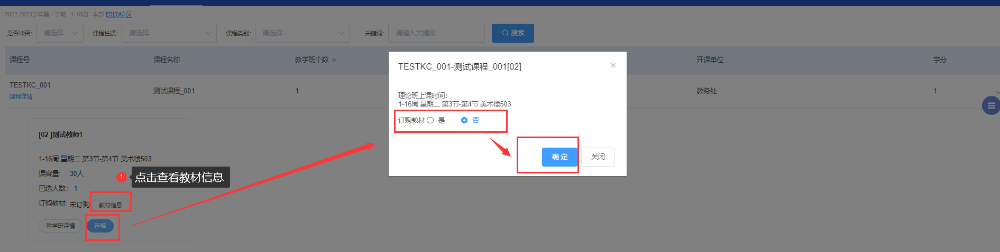 2022-2023学年第一学期 1-18周 本部 切换校区
是否冲突: 请选择 课程性质: 请选择 课程类别: 请选择 关键词: 请输入关键词 搜索
课程号 课程名称 教学班个数 开课单位 学分
TESTKC_001
课程详情
测试课程_001 1 教务处 1
[02 ]测试教师1
1-16周 星期二 第3节-第4节 美术楼503
课容量: 30人
1 点击查看教材信息
已选人数: 1
订购教材: 未订购 教材信息
教学班详情 选择
TESTKC_001-测试课程_001[02]
理论班上课时间:
1-16周 星期二 第3节-第4节 美术楼503
订购教材 是 否
确定 关闭